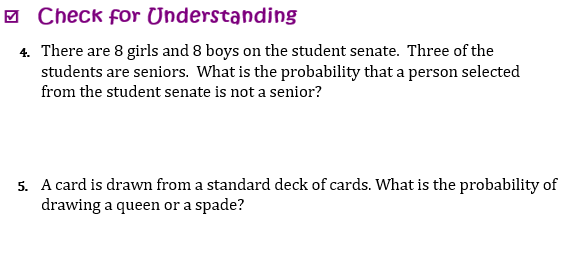 ☑ Check for Understanding
4. There are 8 girls and 8 boys on the student senate. Three of the
students are seniors. What is the probability that a person selected
from the student senate is not a senior?
5. A card is drawn from a standard deck of cards. What is the probability of
drawing a queen or a spade?